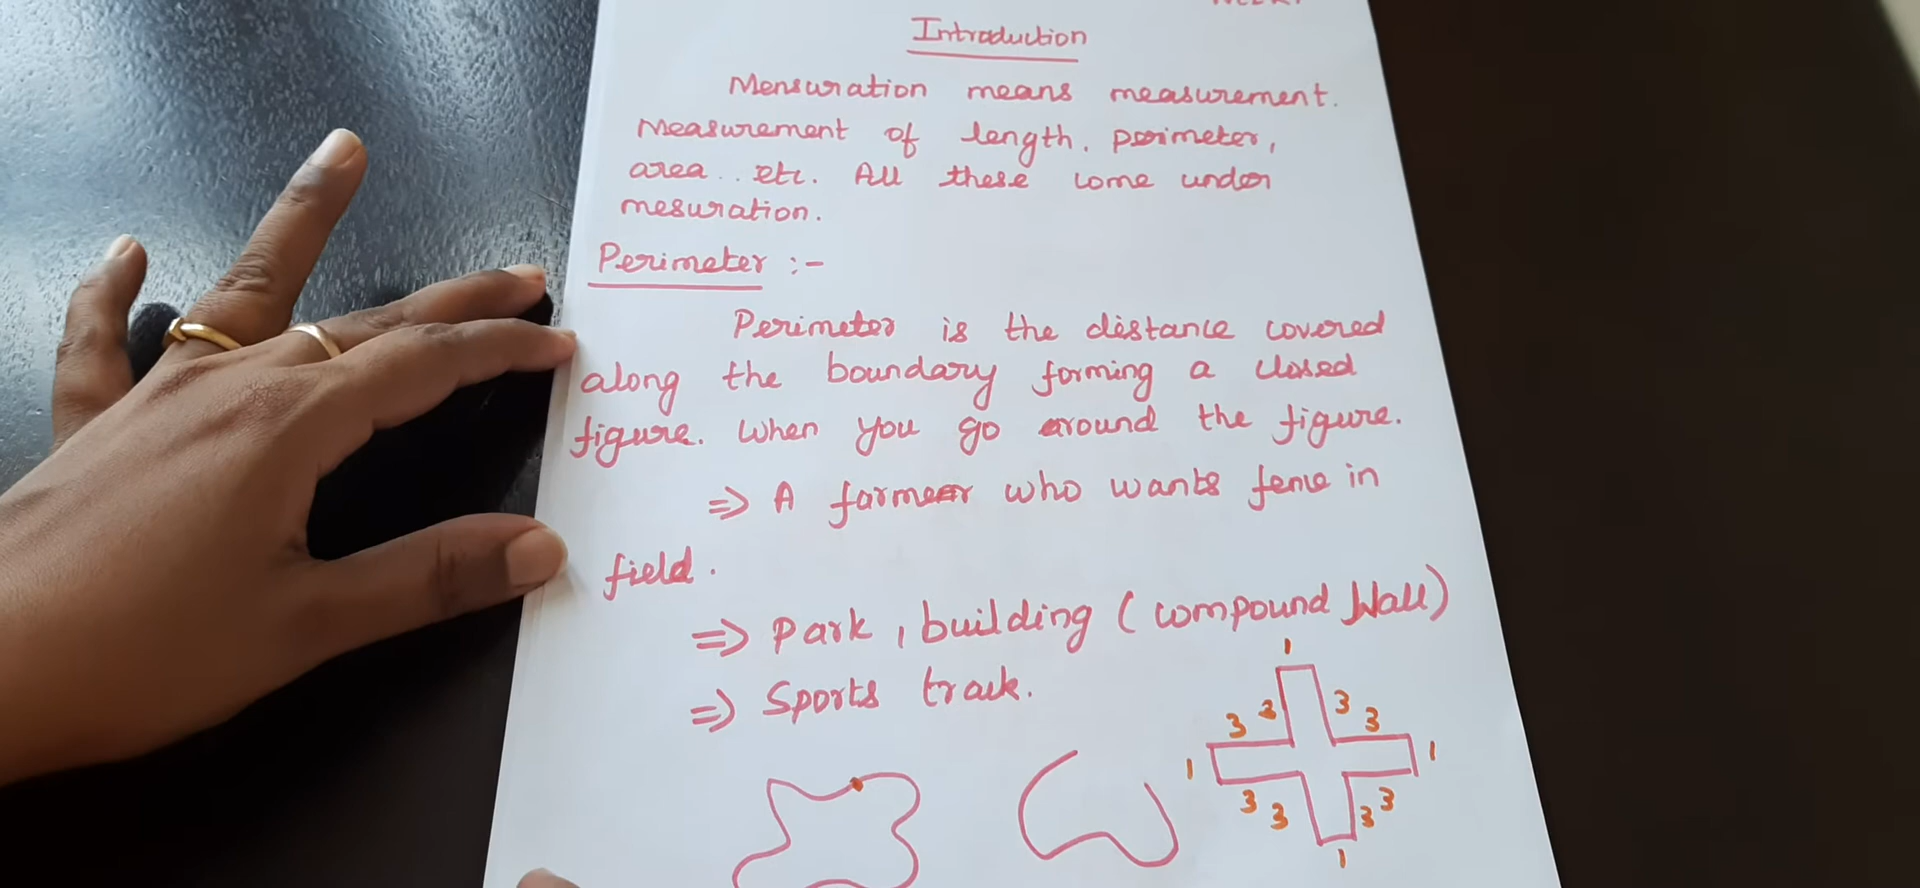 Introduction
Mensuration means measurement.
Measurement of length. perimeter,
area .. etc. All these come under
mesuration.
Perimeter :-
Perimeter is the distance covered
along the boundary forming a closed
figure. When you go around the figure.
⇒ A farmer who wants fence in
field.
⇒ Park, building (compound Wall)
⇒ Sports track.
1
3 3 3 3
1 1
3 3 3 3
1